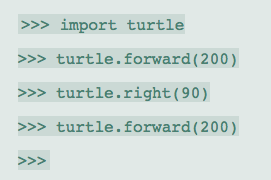 >>> import turtle
>>> turtle.forward(200)
>>> turtle.right(90)
>>> turtle.forward(200)
>>>